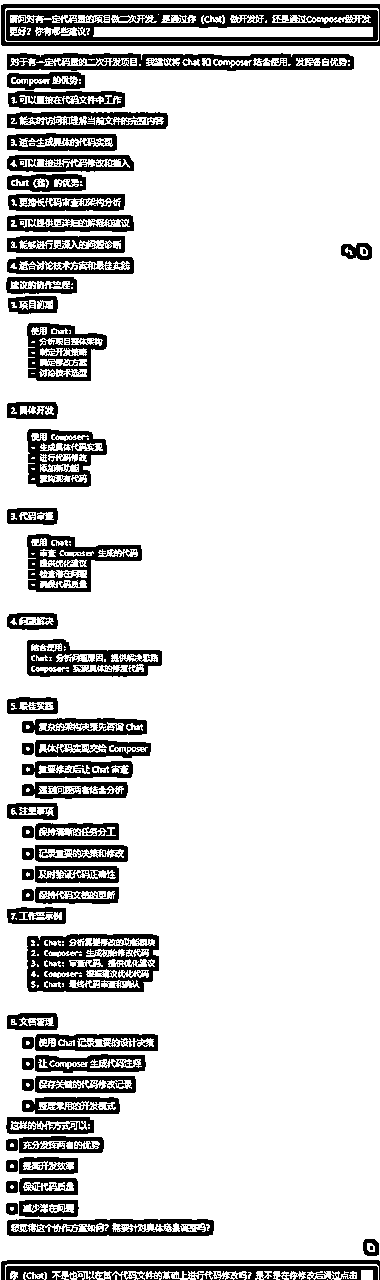 请问对有一定代码量的项目做二次开发，是通过你（Chat）做开发好，还是通过Composer做开发
更好？你有哪些建议？
对于有一定代码量的二次开发项目，我建议将 Chat 和 Composer 结合使用，发挥各自优势：
Composer 的优势：
1. 可以直接在代码文件中工作
2. 能实时访问和理解当前文件的完整内容
3. 适合生成具体的代码实现
4. 可以直接进行代码修改和插入
Chat（我）的优势：
1. 更擅长代码审查和架构分析
2. 可以提供更详细的解释和建议
3. 能够进行更深入的问题诊断
4. 适合讨论技术方案和最佳实践
建议的协作流程：
1. 项目初期
使用 Chat：
- 分析项目整体架构
- 制定开发策略
- 确定修改方案
- 讨论技术选型
2. 具体开发
使用 Composer：
- 生成具体代码实现
- 进行代码修改
- 添加新功能
- 重构现有代码
3. 代码审查
使用 Chat：
- 审查 Composer 生成的代码
- 提供优化建议
- 检查潜在问题
- 确保代码质量
4. 问题解决
结合使用：
Chat：分析问题原因，提供解决思路
Composer：实现具体的修复代码
5. 最佳实践
• 复杂的架构决策先咨询 Chat
• 具体代码实现交给 Composer
• 重要修改后让 Chat 审查
• 遇到问题两者结合分析
6. 注意事项
• 保持清晰的任务分工
• 记录重要的决策和修改
• 及时验证代码正确性
• 保持代码文档的更新
7. 工作流示例
1. Chat：分析需要修改的功能模块
2. Composer：生成初始修改代码
3. Chat：审查代码，提供优化建议
4. Composer：根据建议优化代码
5. Chat：最终代码审查和确认
8. 文档管理
• 使用 Chat 记录重要的设计决策
• 让 Composer 生成代码注释
• 保存关键的代码修改记录
• 整理常用的开发模式
这样的协作方式可以：
• 充分发挥两者的优势
• 提高开发效率
• 保证代码质量
• 减少潜在问题
您觉得这个协作方案如何？需要针对具体场景调整吗？
你（Chat）不是也可以在整个代码文件的基础上进行代码修改吗？是不是在你修改后通过点击